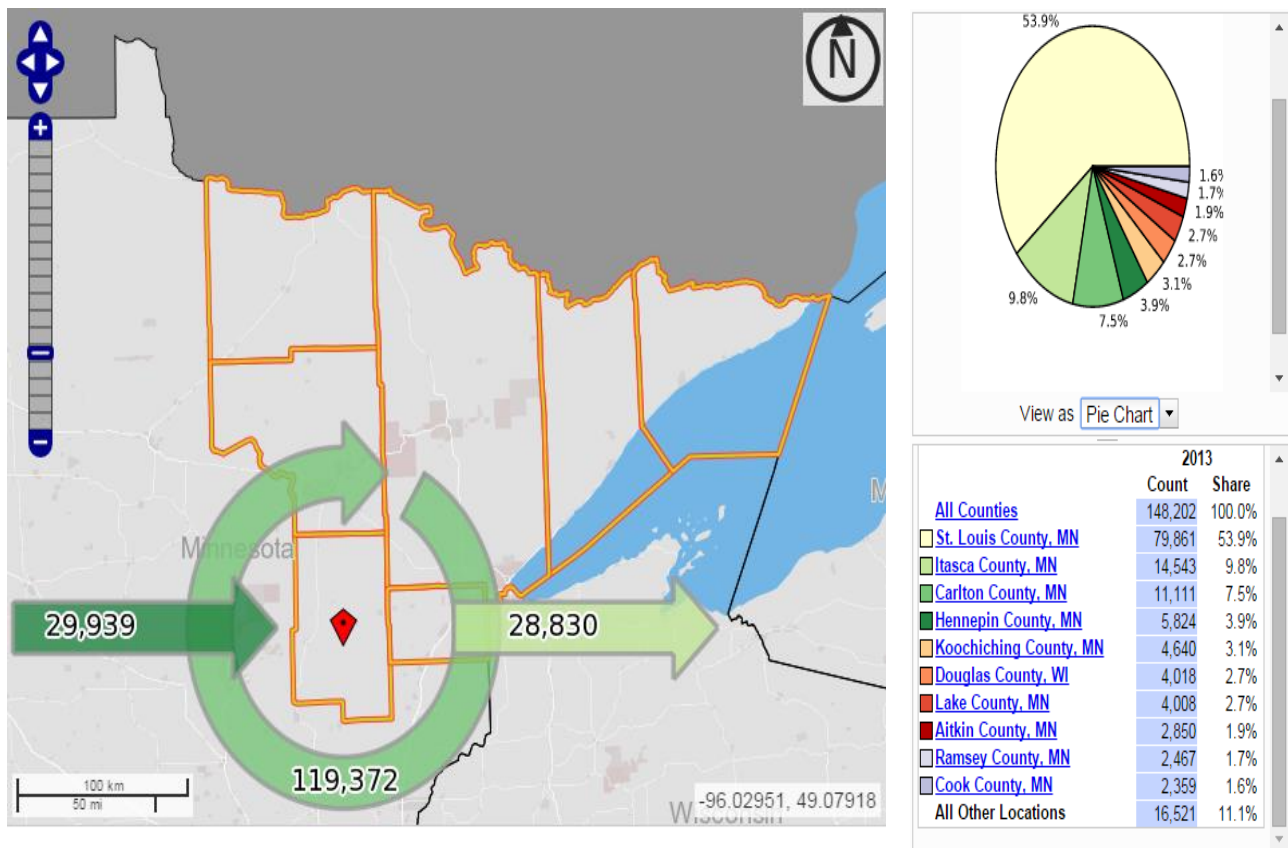 N
+
–
Minnesota
M
29,939
28,830
119,372
100 km
50 mi
-96.02951, 49.07918
Wisconsin
53.9%
1.6%
1.7%
1.9%
2.7%
2.7%
3.1%
3.9%
7.5%
9.8%
View as Pie Chart
2013
Count Share
All Counties 148,202 100.0%
St. Louis County, MN 79,861 53.9%
Itasca County, MN 14,543 9.8%
Carlton County, MN 11,111 7.5%
Hennepin County, MN 5,824 3.9%
Koochiching County, MN 4,640 3.1%
Douglas County, WI 4,018 2.7%
Lake County, MN 4,008 2.7%
Aitkin County, MN 2,850 1.9%
Ramsey County, MN 2,467 1.7%
Cook County, MN 2,359 1.6%
All Other Locations 16,521 11.1%